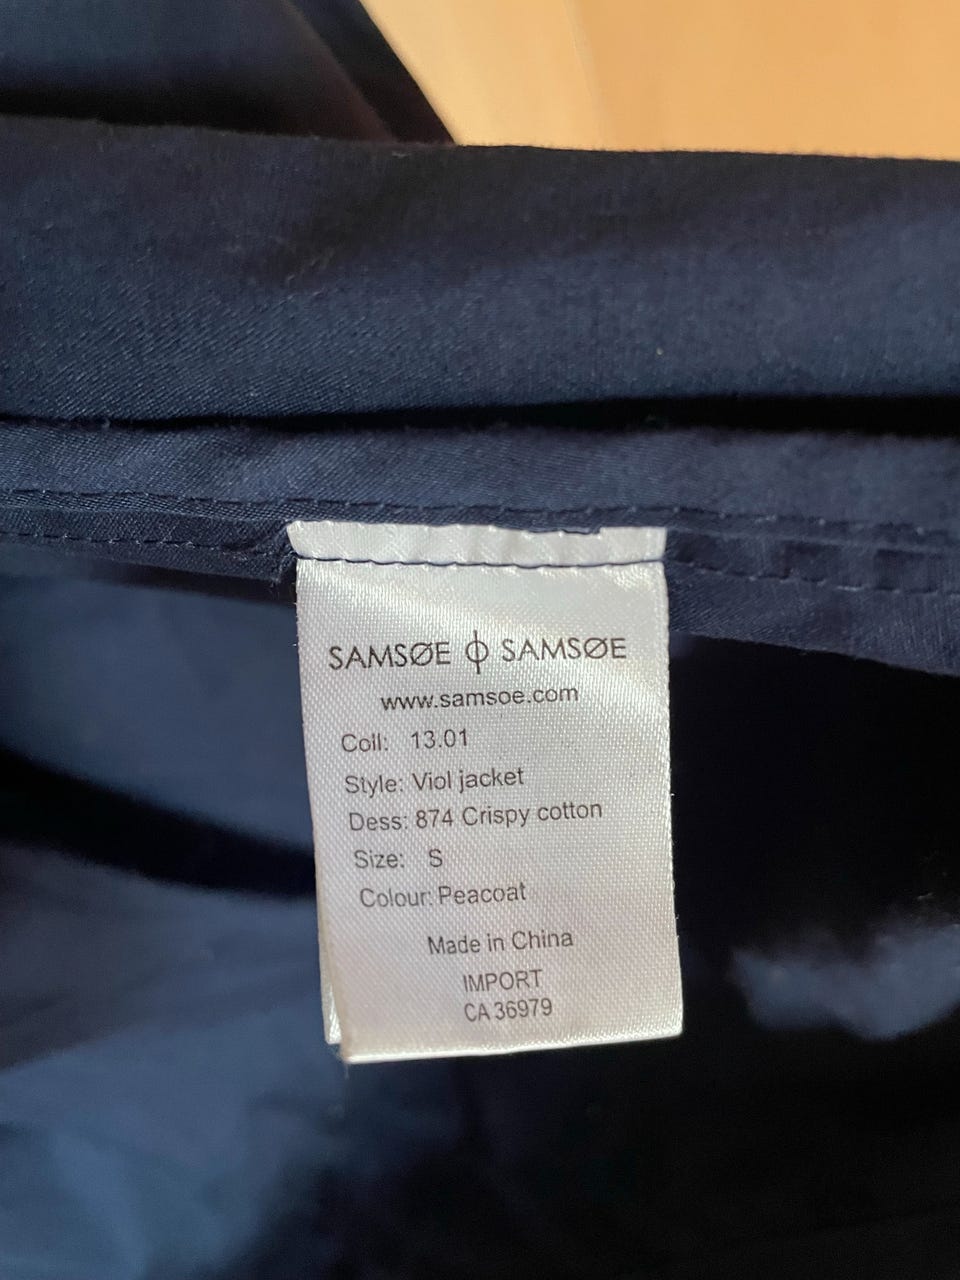 SAMSØE ϕ SAMSØE
www.samsoe.com
Coll: 13.01
Style: Viol jacket
Dess: 874 Crispy cotton
Size: S
Colour: Peacoat
Made in China
IMPORT
CA 36979